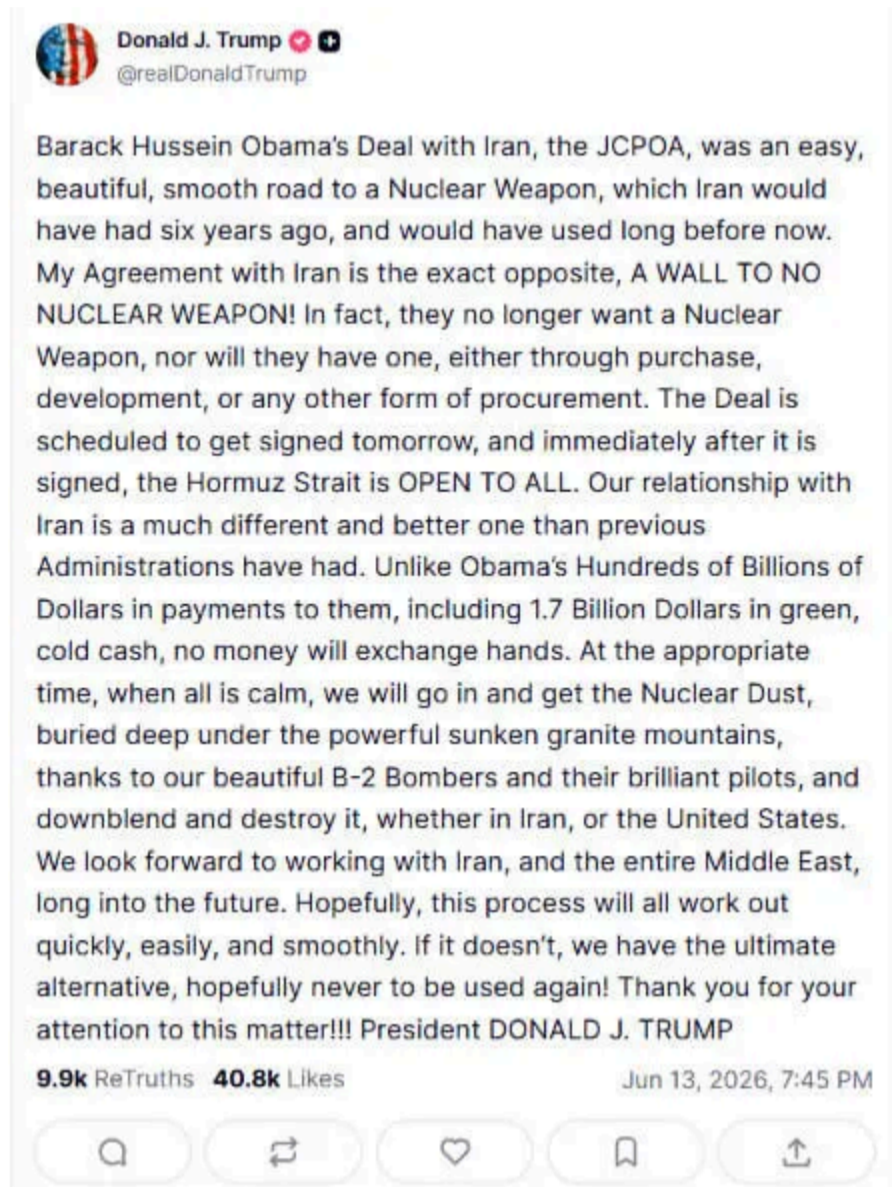 Donald J. Trump
@realDonaldTrump
Barack Hussein Obama's Deal with Iran, the JCPOA, was an easy,
beautiful, smooth road to a Nuclear Weapon, which Iran would
have had six years ago, and would have used long before now.
My Agreement with Iran is the exact opposite, A WALL TO NO
NUCLEAR WEAPON! In fact, they no longer want a Nuclear
Weapon, nor will they have one, either through purchase,
development, or any other form of procurement. The Deal is
scheduled to get signed tomorrow, and immediately after it is
signed, the Hormuz Strait is OPEN TO ALL. Our relationship with
Iran is a much different and better one than previous
Administrations have had. Unlike Obama's Hundreds of Billions of
Dollars in payments to them, including 1.7 Billion Dollars in green,
cold cash, no money will exchange hands. At the appropriate
time, when all is calm, we will go in and get the Nuclear Dust,
buried deep under the powerful sunken granite mountains,
thanks to our beautiful B-2 Bombers and their brilliant pilots, and
downblend and destroy it, whether in Iran, or the United States.
We look forward to working with Iran, and the entire Middle East,
long into the future. Hopefully, this process will all work out
quickly, easily, and smoothly. If it doesn't, we have the ultimate
alternative, hopefully never to be used again! Thank you for your
attention to this matter!!! President DONALD J. TRUMP
9.9k ReTruths 40.8k Likes Jun 13, 2026, 7:45 PM